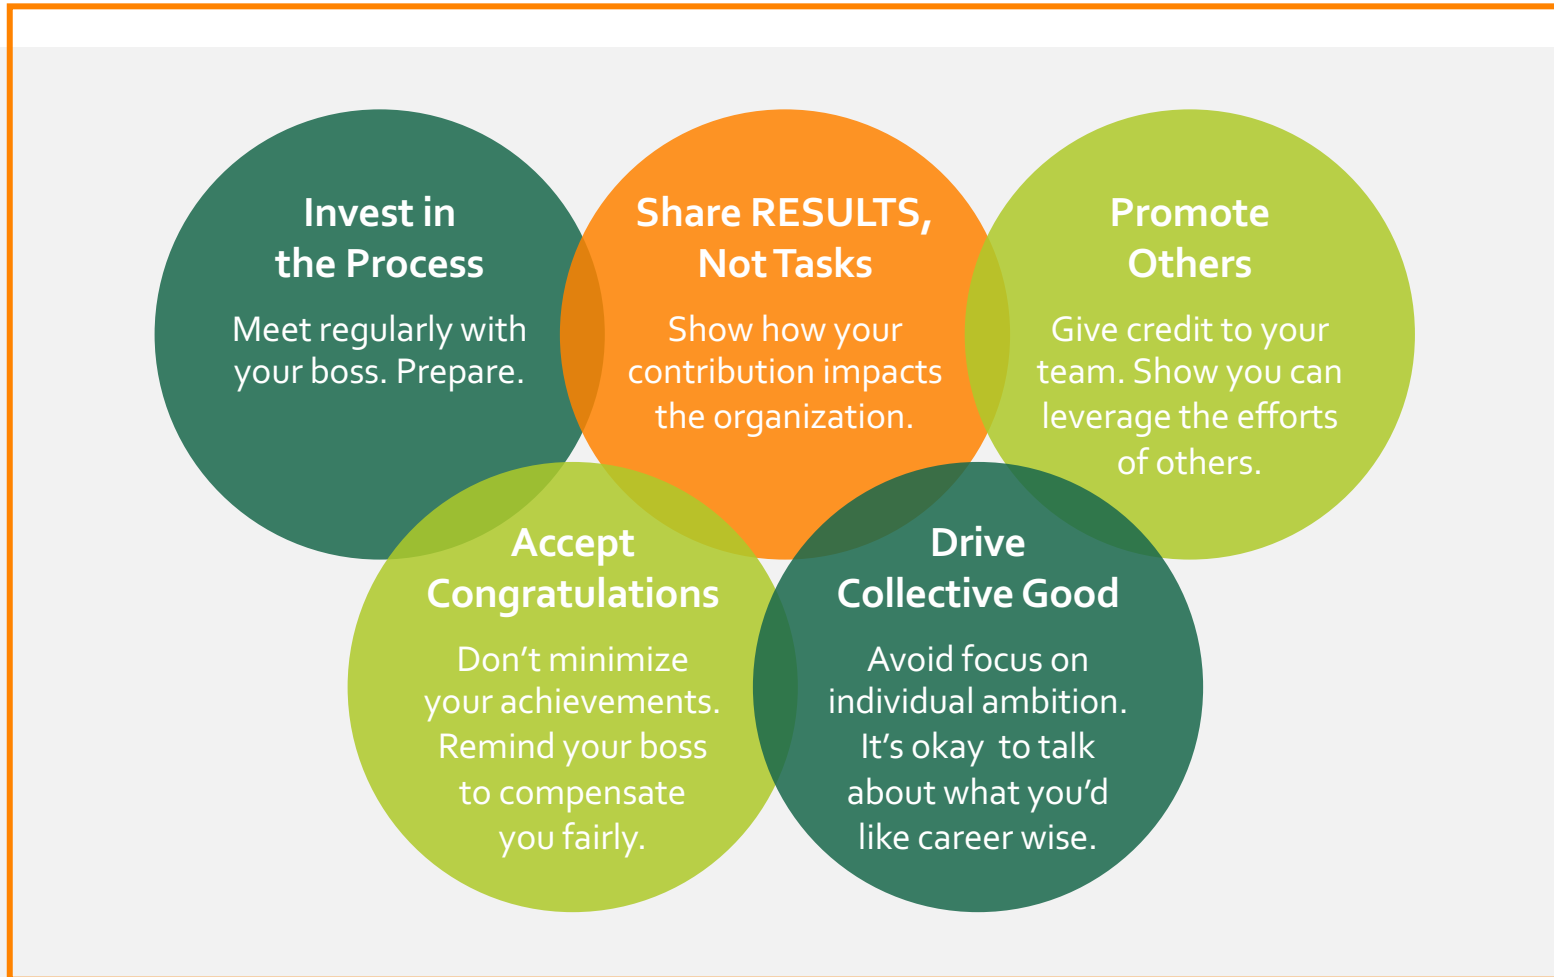 Invest in
the Process
Meet regularly with
your boss. Prepare.
Share RESULTS,
Not Tasks
Show how your
contribution impacts
the organization.
Promote
Others
Give credit to your
team. Show you can
leverage the efforts
of others.
Accept
Congratulations
Don’t minimize
your achievements.
Remind your boss
to compensate
you fairly.
Drive
Collective Good
Avoid focus on
individual ambition.
It’s okay  to talk
about what you’d
like career wise.